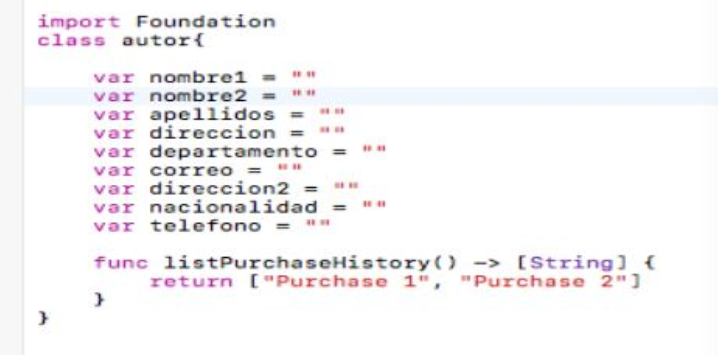 import Foundation
class autor{
var nombre1 = ""
var nombre2 = ""
var apellidos = ""
var direccion = ""
var departamento = ""
var correo = ""
var direccion2 = ""
var nacionalidad = ""
var telefono = ""
func listPurchaseHistory() -> [String] {
return ["Purchase 1", "Purchase 2"]
}
}